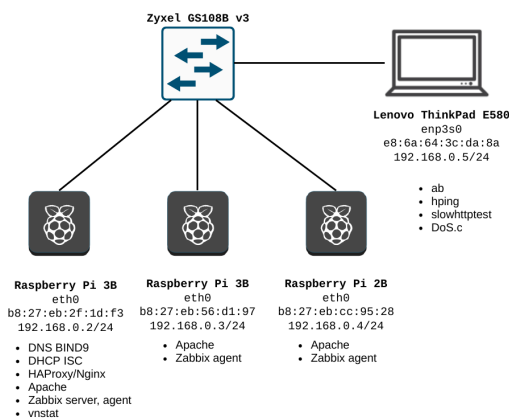 Zyxel GS108B v3
Lenovo ThinkPad E580
enp3s0
e8:6a:64:3c:da:8a
192.168.0.5/24
• ab
• hping
• slowhttptest
• DoS.c
Raspberry Pi 3B
eth0
b8:27:eb:2f:1d:f3
192.168.0.2/24
• DNS BIND9
• DHCP ISC
• HAProxy/Nginx
• Apache
• Zabbix server, agent
• vnstat
Raspberry Pi 3B
eth0
b8:27:eb:56:d1:97
192.168.0.3/24
• Apache
• Zabbix agent
Raspberry Pi 2B
eth0
b8:27:eb:cc:95:28
192.168.0.4/24
• Apache
• Zabbix agent